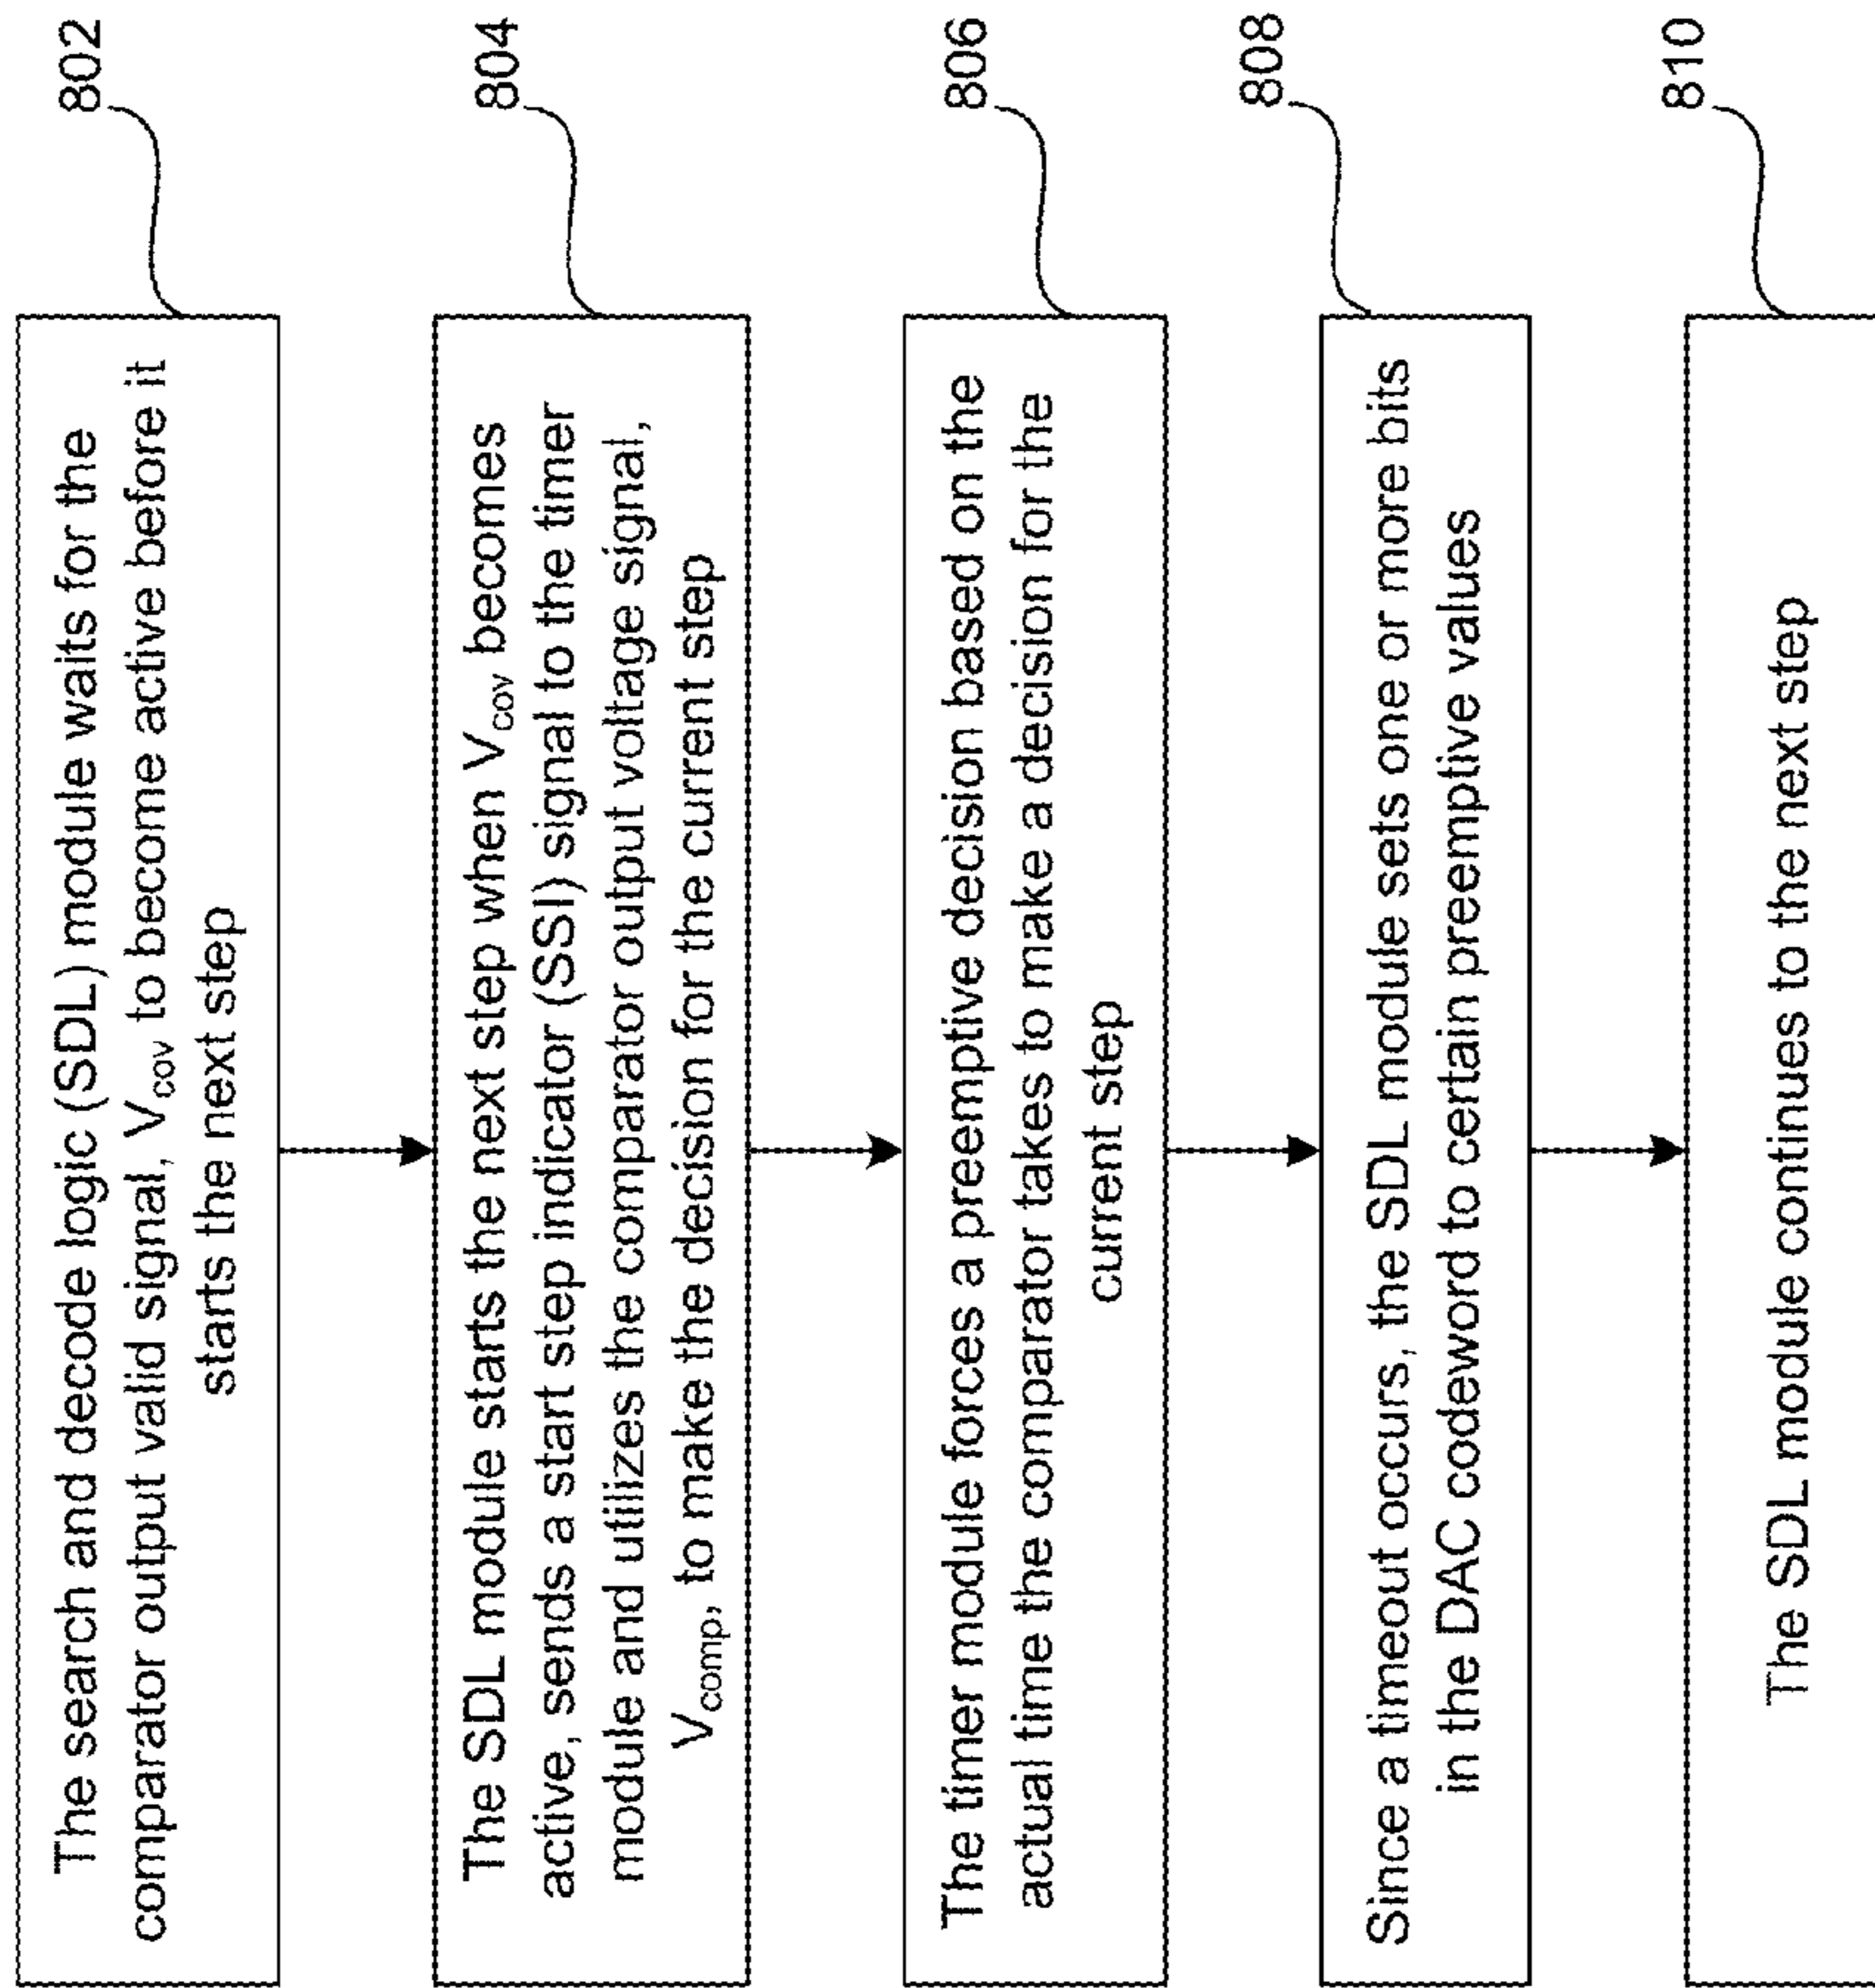 The search and decode logic (SDL) module waits for the
comparator output valid signal, Vcov to become active before it
starts the next step
802
The SDL module starts the next step when Vcov becomes
active, sends a start step indicator (SSI) signal to the timer
module and utilizes the comparator output voltage signal,
Vcomp, to make the decision for the current step
804
The timer module forces a preemptive decision based on the
actual time the comparator takes to make a decision for the
current step
806
Since a timeout occurs, the SDL module sets one or more bits
in the DAC codeword to certain preemptive values
808
The SDL module continues to the next step
810